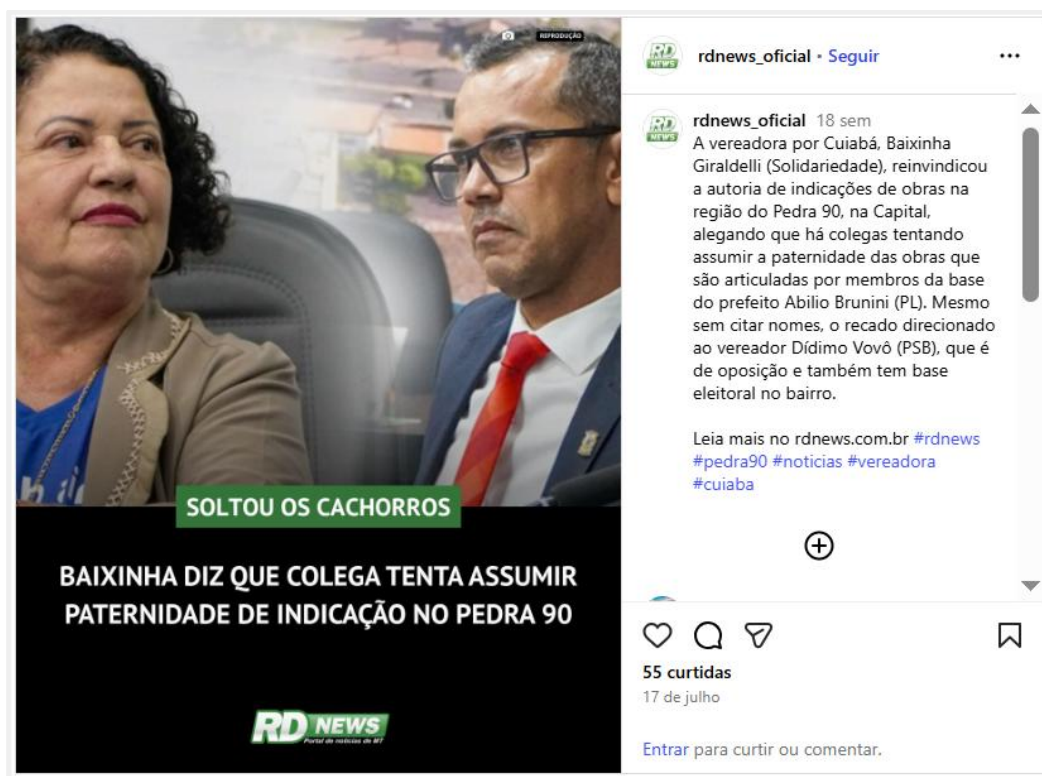 REPRODUÇÃO
SOLTOU OS CACHORROS
BAIXINHA DIZ QUE COLEGA TENTA ASSUMIR
PATERNIDADE DE INDICAÇÃO NO PEDRA 90
RD NEWS
Portal de notícias de MT
RD
NEWS
rdnews_oficial • Seguir
RD
NEWS
rdnews_oficial 18 sem
A vereadora por Cuiabá, Baixinha
Giraldelli (Solidariedade), reinvindicou
a autoria de indicações de obras na
região do Pedra 90, na Capital,
alegando que há colegas tentando
assumir a paternidade das obras que
são articuladas por membros da base
do prefeito Abilio Brunini (PL). Mesmo
sem citar nomes, o recado direcionado
ao vereador Dídimo Vovô (PSB), que é
de oposição e também tem base
eleitoral no bairro.
Leia mais no rdnews.com.br #rdnews
#pedra90 #noticias #vereadora
#cuiaba
55 curtidas
17 de julho
Entrar para curtir ou comentar.